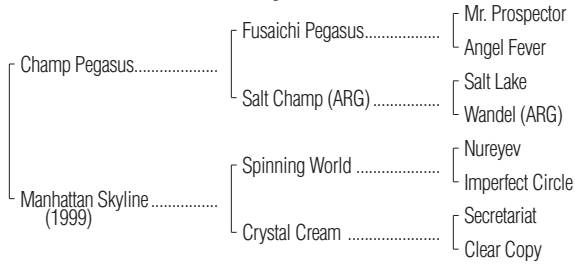 Mr. Prospector
Fusaichi Pegasus..................
Angel Fever
Champ Pegasus....................
Salt Lake
Salt Champ (ARG) ................
Wandel (ARG)
Nureyev
Spinning World ....................
Imperfect Circle
Manhattan Skyline ................
(1999)
Secretariat
Crystal Cream ......................
Clear Copy